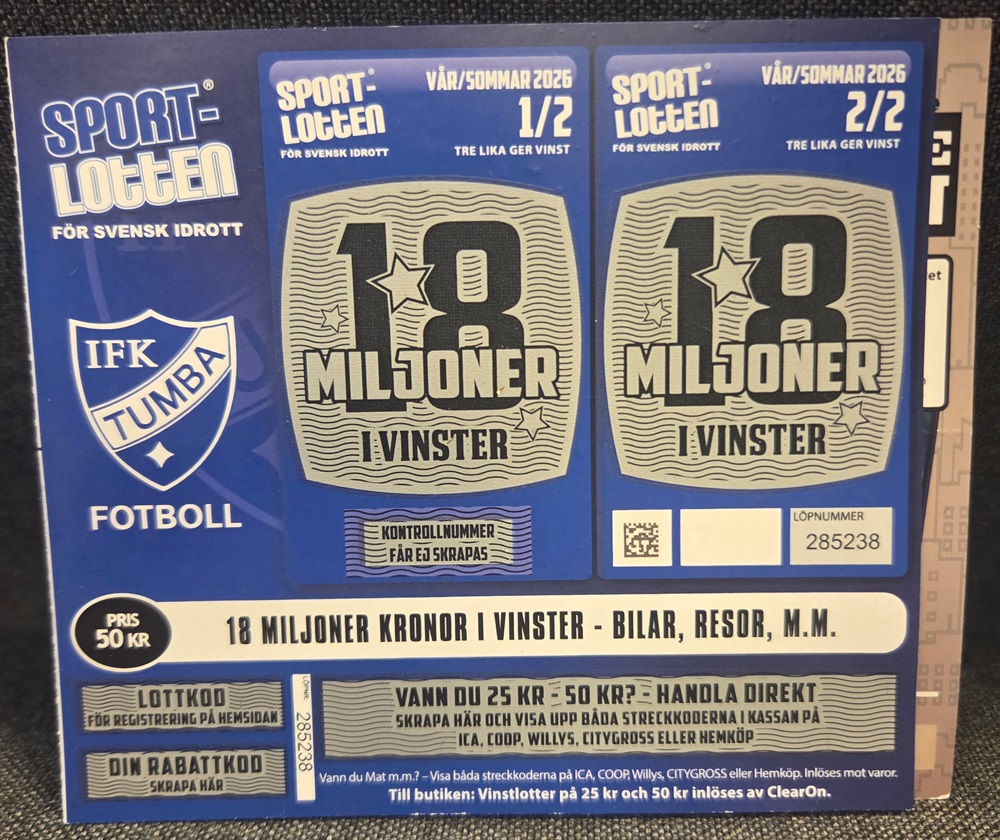 SPORT-
LOTTEN®
FÖR SVENSK IDROTT
IFK
TUMBA
FOTBOLL
SPORT-
LOTTEN
FÖR SVENSK IDROTT
VÅR/SOMMAR 2026
1/2
TRE LIKA GER VINST
18
MILJONER
I VINSTER
KONTROLLNUMMER
FÅR EJ SKRAPAS
SPORT-
LOTTEN
FÖR SVENSK IDROTT
VÅR/SOMMAR 2026
2/2
TRE LIKA GER VINST
18
MILJONER
I VINSTER
LÖPNUMMER
285238
PRIS
50 KR
18 MILJONER KRONOR I VINSTER - BILAR, RESOR, M.M.
LOTTKOD
FÖR REGISTRERING PÅ HEMSIDAN
DIN RABATTKOD
SKRAPA HÄR
LÖPNR. 285238
VANN DU 25 KR - 50 KR? - HANDLA DIREKT
SKRAPA HÄR OCH VISA UPP BÅDA STRECKKODERNA I KASSAN PÅ
ICA, COOP, WILLYS, CITYGROSS ELLER HEMKÖP
Vann du Mat m.m.? – Visa båda streckkoderna på ICA, COOP, Willys, CITYGROSS eller Hemköp. Inlöses mot varor.
Till butiken: Vinstlotter på 25 kr och 50 kr inlöses av ClearOn.